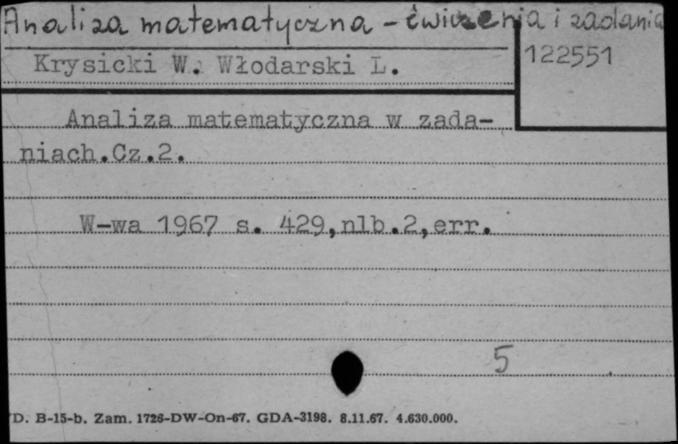 Analiza matematyczna - ćwiczenia i zadania
Krysicki W. Włodarski L.
122551
Analiza matematyczna w zada-
niach.Cz.2.
W-wa 1967 s. 429,nlb.2,err.
5
D. B-15-b. Zam. 1726-DW-On-67. GDA-3198. 8.11.67. 4.630.000.